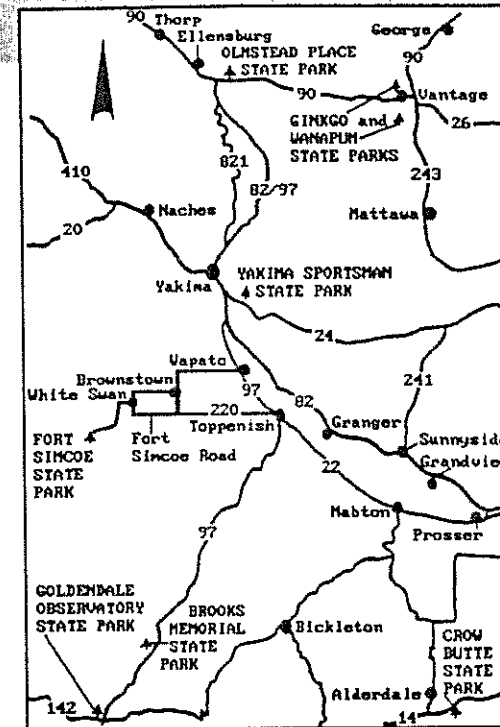 90
Thorp
Ellensburg
George
OLMSTEAD PLACE
STATE PARK
90
90
Vantage
GINKGO and
WANAPUM
STATE PARKS
26
821
410
82/97
243
Naches
20
Mattawa
Yakima
YAKIMA SPORTSMAN
STATE PARK
24
Wapato
Brownstown
White Swan
97
82
241
220
Toppenish
Granger
FORT
SIMCOE
STATE
PARK
Fort
Simcoe Road
Sunnyside
22
Grandview
Mabton
Prosser
97
GOLDENDALE
OBSERVATORY
STATE PARK
BROOKS
MEMORIAL
STATE
PARK
Bickleton
CROW
BUTTE
STATE
PARK
Alderdale
142
14